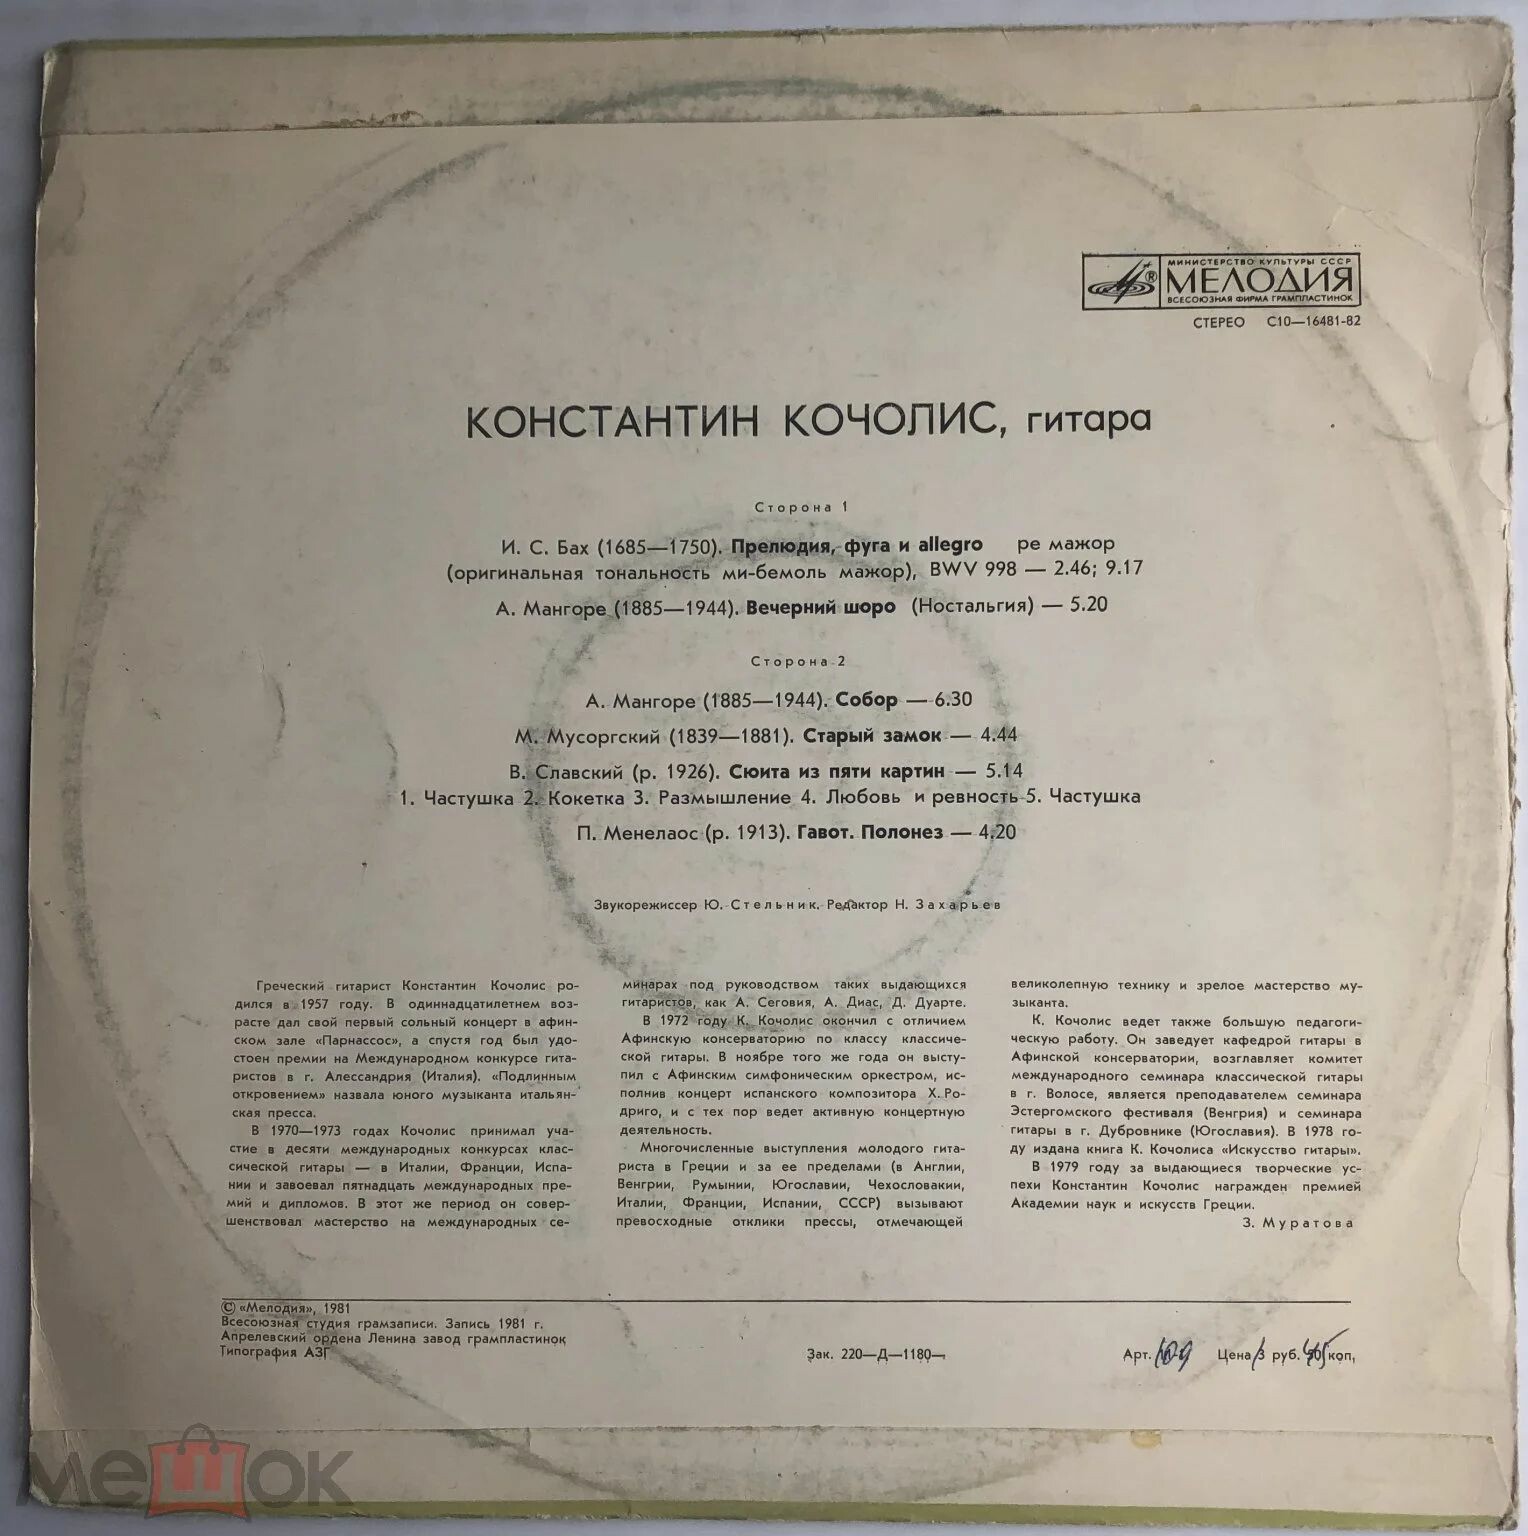 МИНИСТЕРСТВО КУЛЬТУРЫ СССР
МЕЛОДИЯ
ВСЕСОЮЗНАЯ ФИРМА ГРАМПЛАСТИНОК
СТЕРЕО С10—16481-82
КОНСТАНТИН КОЧОЛИС, гитара
Сторона 1
И. С. Бах (1685—1750). Прелюдия, фуга и allegro ре мажор
(оригинальная тональность ми-бемоль мажор), BWV 998 — 2.46; 9.17
А. Мангоре (1885—1944). Вечерний шоро (Ностальгия) — 5.20
Сторона 2
А. Мангоре (1885—1944). Собор — 6.30
М. Мусоргский (1839—1881). Старый замок — 4.44
В. Славский (р. 1926). Сюита из пяти картин — 5.14
1. Частушка 2. Кокетка 3. Размышление 4. Любовь и ревность 5. Частушка
П. Менелаос (р. 1913). Гавот. Полонез — 4.20
Звукорежиссер Ю. Стельник. Редактор Н. Захарьев
Греческий гитарист Константин Кочолис ро-
дился в 1957 году. В одиннадцатилетнем воз-
расте дал свой первый сольный концерт в афин-
ском зале «Парнассос», а спустя год был удо-
стоен премии на Международном конкурсе гита-
ристов в г. Алессандрия (Италия). «Подлинным
откровением» назвала юного музыканта итальян-
ская пресса.
В 1970—1973 годах Кочолис принимал уча-
стие в десяти международных конкурсах клас-
сической гитары — в Италии, Франции, Испа-
нии и завоевал пятнадцать международных пре-
мий и дипломов. В этот же период он совер-
шенствовал мастерство на международных се-
минарах под руководством таких выдающихся
гитаристов, как А. Сеговия, А. Диас, Д. Дуарте.
В 1972 году К. Кочолис окончил с отличием
Афинскую консерваторию по классу классиче-
ской гитары. В ноябре того же года он высту-
пил с Афинским симфоническим оркестром, ис-
полнив концерт испанского композитора Х. Ро-
дриго, и с тех пор ведет активную концертную
деятельность.
Многочисленные выступления молодого гита-
риста в Греции и за ее пределами (в Англии,
Венгрии, Румынии, Югославии, Чехословакии,
Италии, Франции, Испании, СССР) вызывают
превосходные отклики прессы, отмечающей
великолепную технику и зрелое мастерство му-
зыканта.
К. Кочолис ведет также большую педагоги-
ческую работу. Он заведует кафедрой гитары в
Афинской консерватории, возглавляет комитет
международного семинара классической гитары
в г. Волосе, является преподавателем семинара
Эстергомского фестиваля (Венгрия) и семинара
гитары в г. Дубровнике (Югославия). В 1978 го-
ду издана книга К. Кочолиса «Искусство гитары».
В 1979 году за выдающиеся творческие ус-
пехи Константин Кочолис награжден премией
Академии наук и искусств Греции.
З. Муратова
© «Мелодия», 1981
Всесоюзная студия грамзаписи. Запись 1981 г.
Апрелевский ордена Ленина завод грампластинок
Типография АЗГ
Зак. 220—Д—1180—
Арт. Цена руб. 45 коп.
мешок